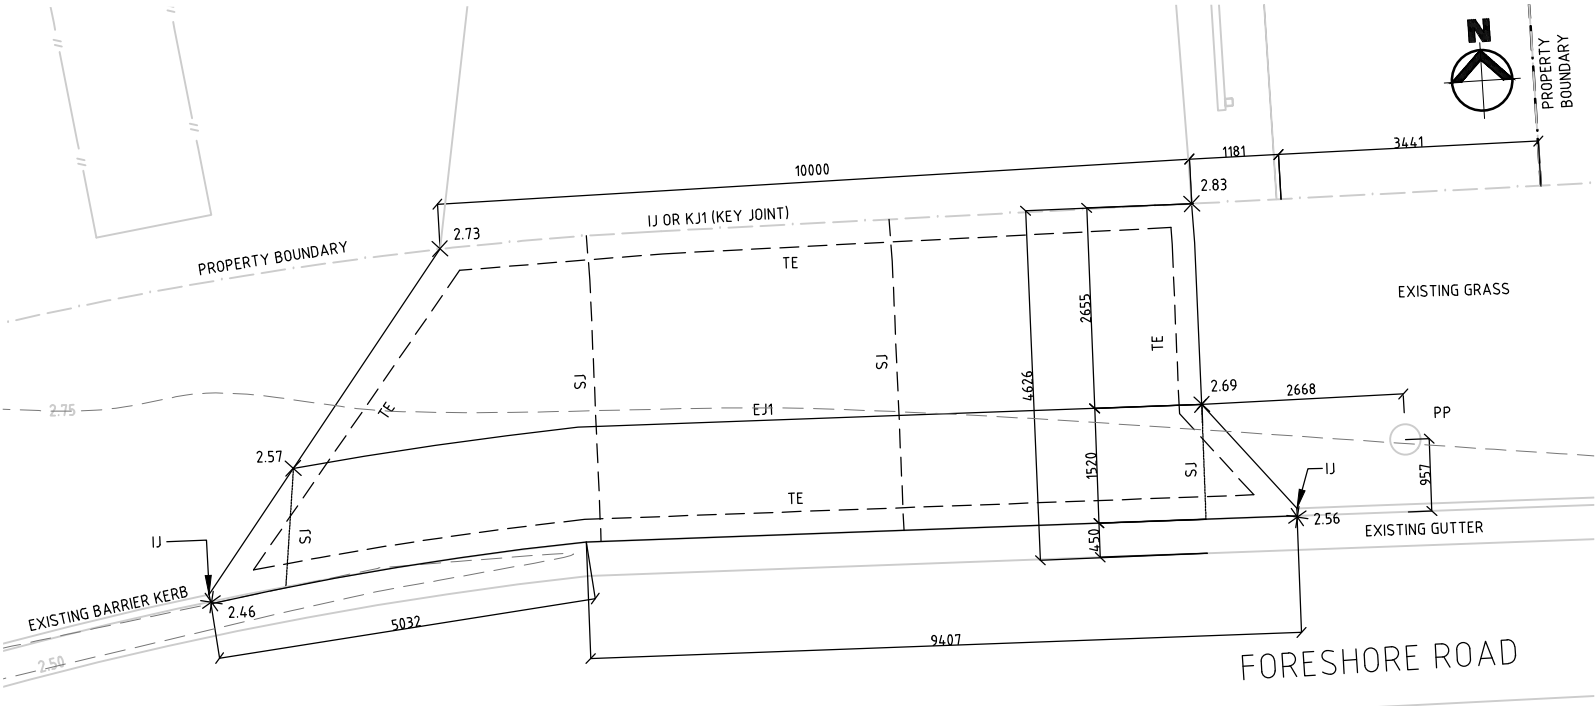 N
PROPERTY
BOUNDARY
3441
1181
10000
2.83
IJ OR KJ1 (KEY JOINT)
2.73
PROPERTY BOUNDARY
TE
EXISTING GRASS
2655
TE
SJ
SJ
4626
2.69
2668
2.75
TE
EJ1
PP
2.57
1520
SJ
IJ
957
TE
2.56
EXISTING GUTTER
IJ
SJ
450
EXISTING BARRIER KERB
2.46
5032
9407
2.50
FORESHORE ROAD